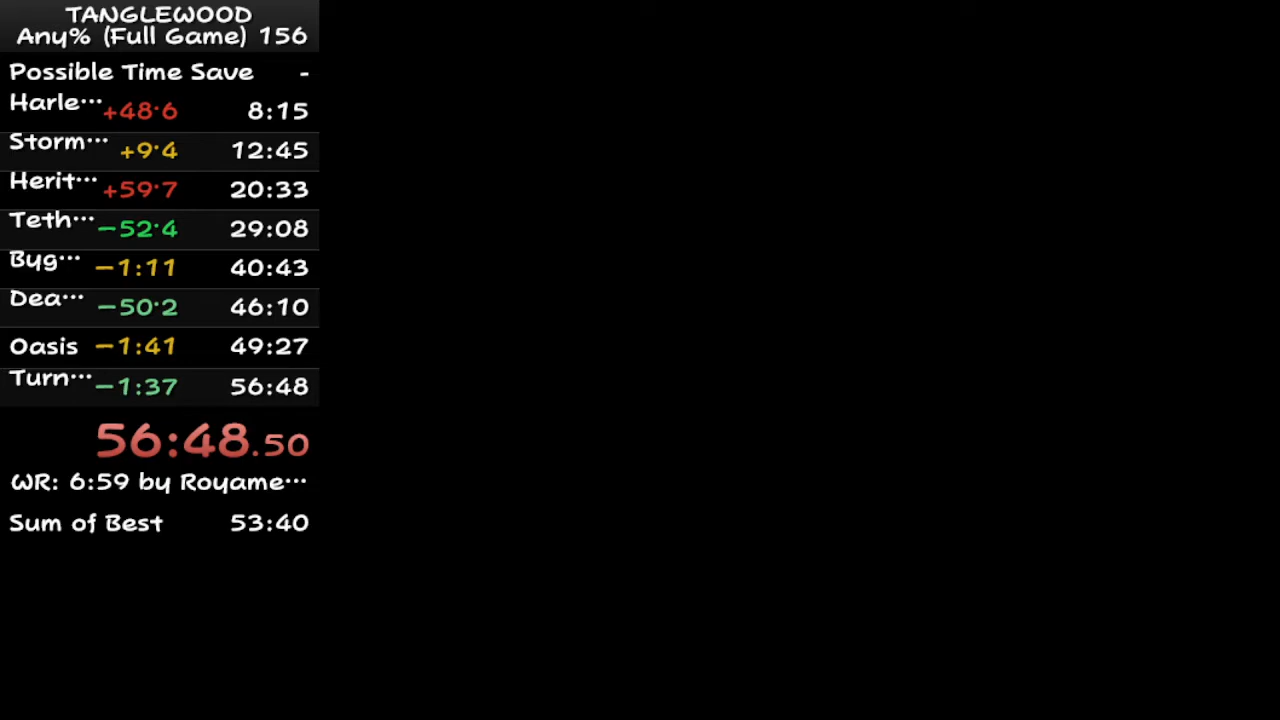 TANGLEWOOD
Any% (Full Game) 156
Possible Time Save -
Harle... +48.6 8:15
Storm... +9.4 12:45
Herit... +59.7 20:33
Teth... −52.4 29:08
Byg... −1:11 40:43
Dea... −50.2 46:10
Oasis −1:41 49:27
Turn... −1:37 56:48
56:48.50
WR: 6:59 by Royame...
Sum of Best 53:40